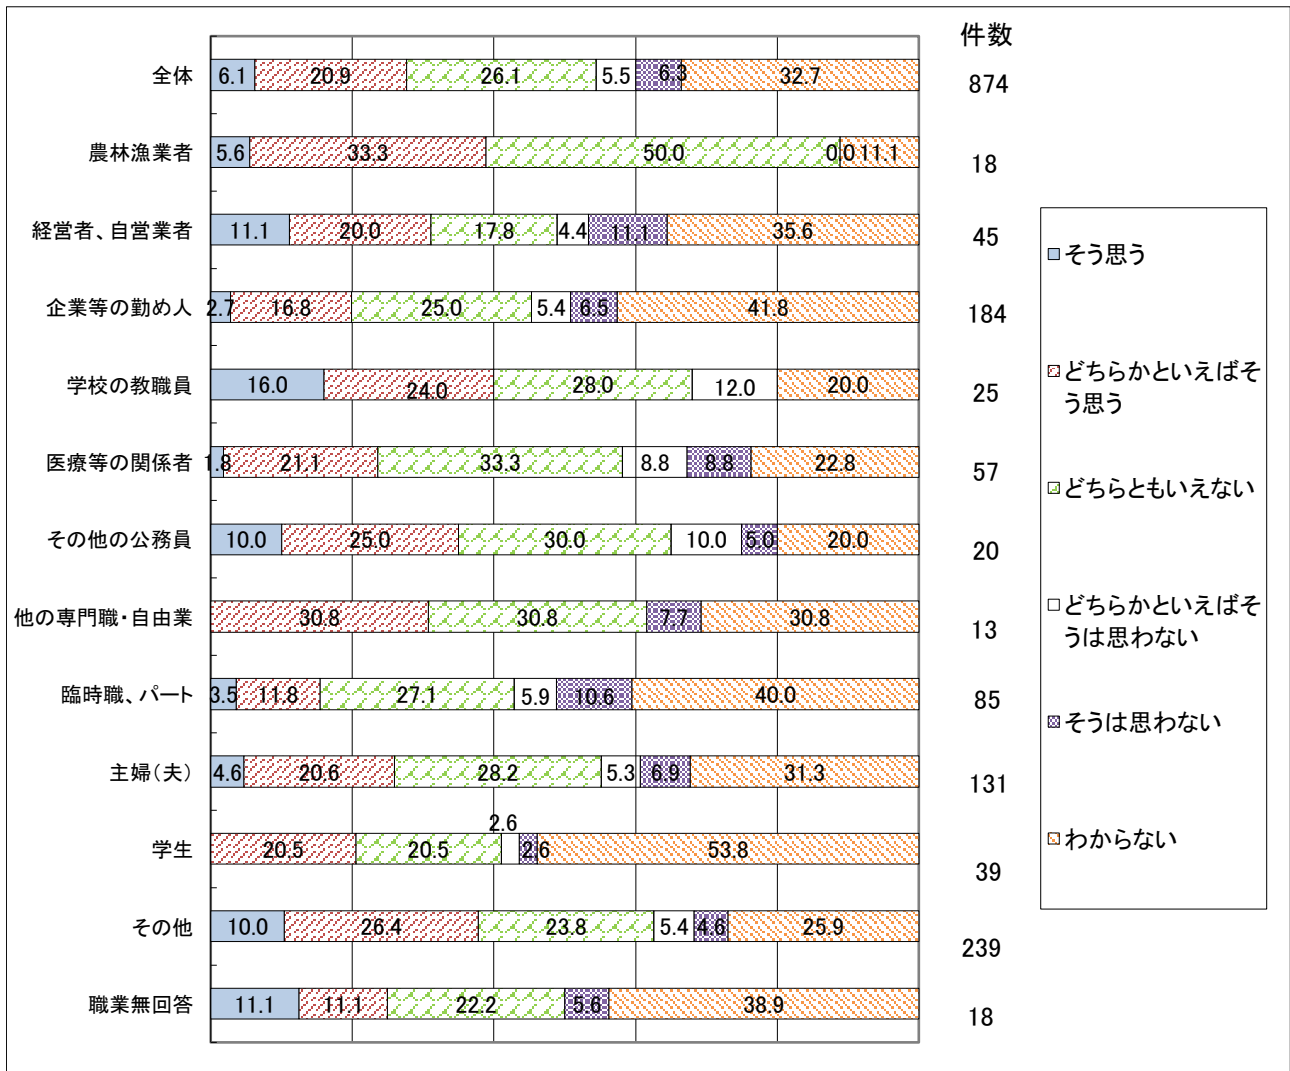 件数
全体 6.1 20.9 26.1 5.5 6.3 32.7 874
農林漁業者 5.6 33.3 50.0 0.0 11.1 18
経営者、自営業者 11.1 20.0 17.8 4.4 11.1 35.6 45
企業等の勤め人 2.7 16.8 25.0 5.4 6.5 41.8 184
学校の教職員 16.0 24.0 28.0 12.0 20.0 25
医療等の関係者 1.8 21.1 33.3 8.8 8.8 22.8 57
その他の公務員 10.0 25.0 30.0 10.0 5.0 20.0 20
他の専門職・自由業 30.8 30.8 7.7 30.8 13
臨時職、パート 3.5 11.8 27.1 5.9 10.6 40.0 85
主婦(夫) 4.6 20.6 28.2 5.3 6.9 31.3 131
学生 20.5 20.5 2.6 2.6 53.8 39
その他 10.0 26.4 23.8 5.4 4.6 25.9 239
職業無回答 11.1 11.1 22.2 5.6 38.9 18
そう思う
どちらかといえばそ
う思う
どちらともいえない
どちらかといえばそ
うは思わない
そうは思わない
わからない